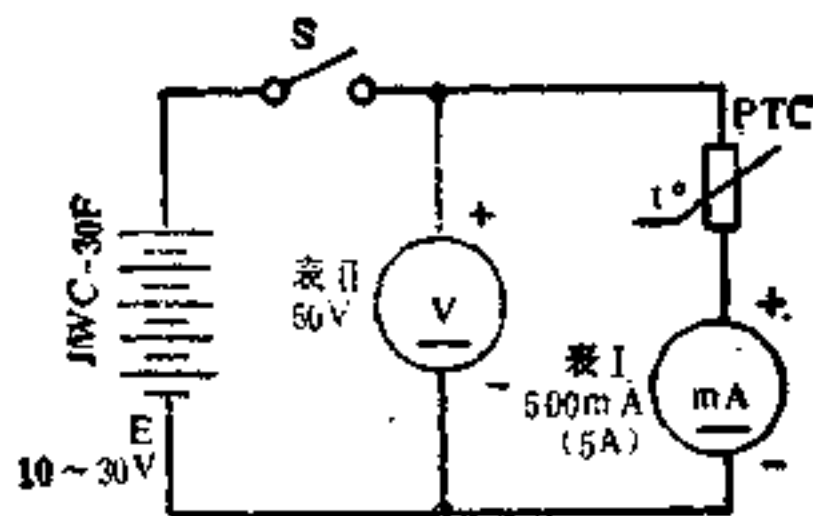 S
PTC
t°
JWC-30F
表Ⅱ
50V
V
+
-
表Ⅰ
500mA
(5A)
mA
+
-
E
10～30V